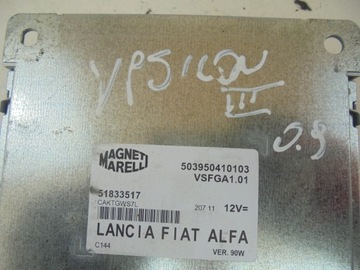 YPSILON
III
0.9
MAGNETI
MARELLI
503950410103
VSFGA1.01
51833517
CAKTGWS7L
207 11 12V=
LANCIA FIAT ALFA
C144 VER. 90W